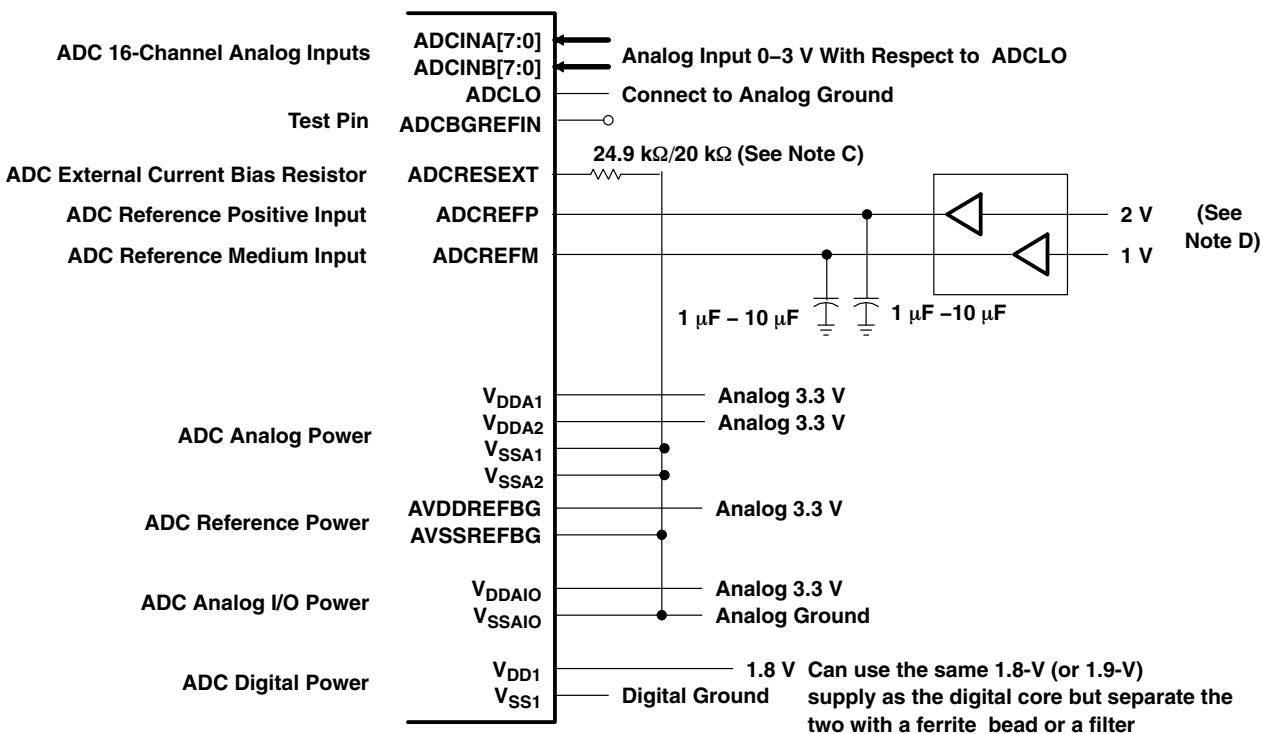 ADC 16-Channel Analog Inputs
ADCINA[7:0]
ADCINB[7:0]
Analog Input 0–3 V With Respect to ADCLO
ADCLO
Connect to Analog Ground
Test Pin
ADCBGREFIN
24.9 kΩ/20 kΩ (See Note C)
ADC External Current Bias Resistor
ADCRESEXT
ADC Reference Positive Input
ADCREFP
2 V
(See
Note D)
ADC Reference Medium Input
ADCREFM
1 V
1 μF – 10 μF
1 μF –10 μF
ADC Analog Power
VDDA1
Analog 3.3 V
VDDA2
Analog 3.3 V
VSSA1
VSSA2
ADC Reference Power
AVDDREFBG
Analog 3.3 V
AVSSREFBG
ADC Analog I/O Power
VDDAIO
Analog 3.3 V
VSSAIO
Analog Ground
ADC Digital Power
VDD1
1.8 V
Can use the same 1.8-V (or 1.9-V)
supply as the digital core but separate the
two with a ferrite bead or a filter
VSS1
Digital Ground